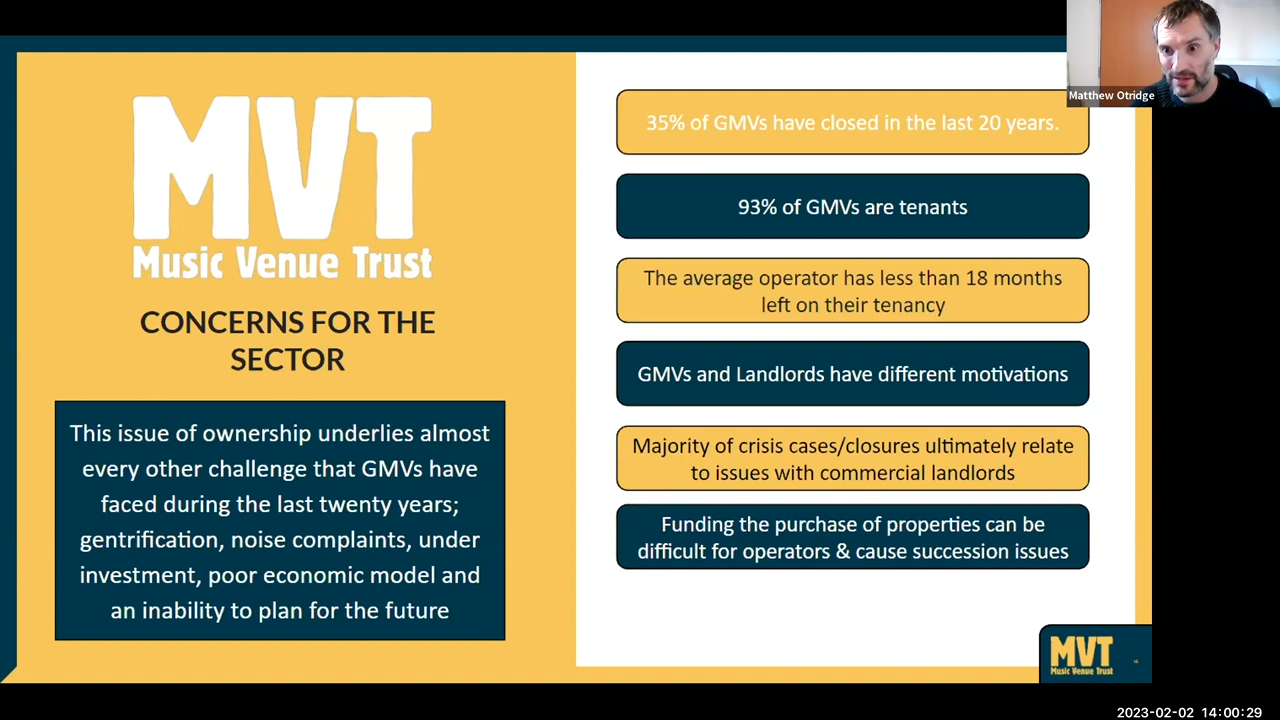 MVT
Music Venue Trust
CONCERNS FOR THE
SECTOR
This issue of ownership underlies almost
every other challenge that GMVs have
faced during the last twenty years;
gentrification, noise complaints, under
investment, poor economic model and
an inability to plan for the future
Matthew Otridge
35% of GMVs have closed in the last 20 years.
93% of GMVs are tenants
The average operator has less than 18 months
left on their tenancy
GMVs and Landlords have different motivations
Majority of crisis cases/closures ultimately relate
to issues with commercial landlords
Funding the purchase of properties can be
difficult for operators & cause succession issues
MVT
Music Venue Trust
2023-02-02 14:00:29